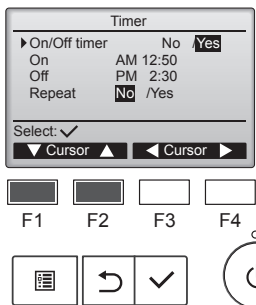 Timer
On/Off timer No /Yes
On AM 12:50
Off PM 2:30
Repeat No /Yes
Select:
Cursor Cursor
F1 F2 F3 F4